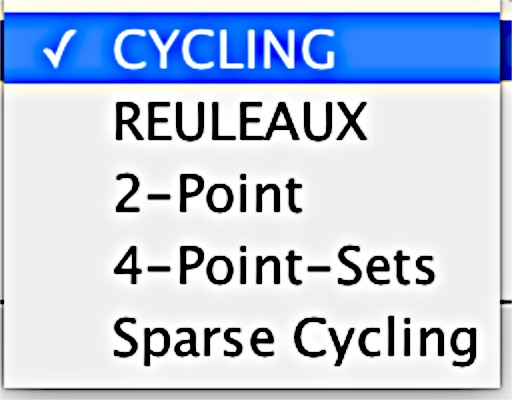 ✓ CYCLING
REULEAUX
2-Point
4-Point-Sets
Sparse Cycling